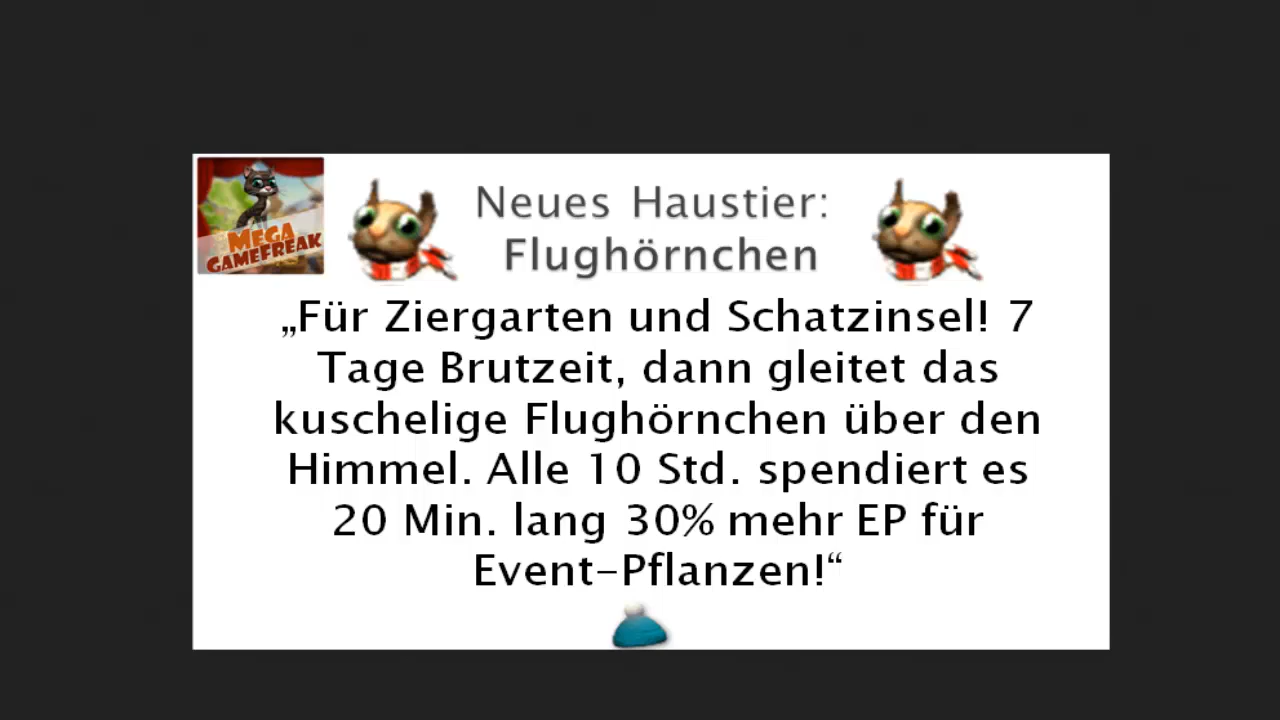 MEGA
GAMEFREAK
Neues Haustier:
Flughörnchen
„Für Ziergarten und Schatzinsel! 7
Tage Brutzeit, dann gleitet das
kuschelige Flughörnchen über den
Himmel. Alle 10 Std. spendiert es
20 Min. lang 30% mehr EP für
Event-Pflanzen!“